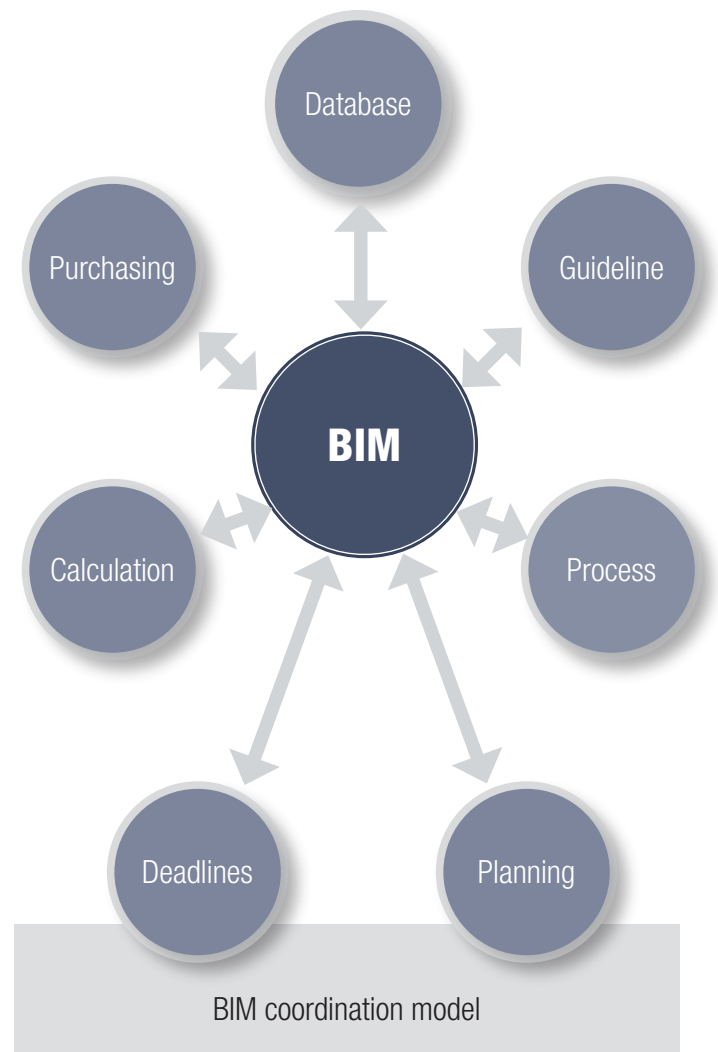 Database
Purchasing
Guideline
BIM
Calculation
Process
Deadlines
Planning
BIM coordination model